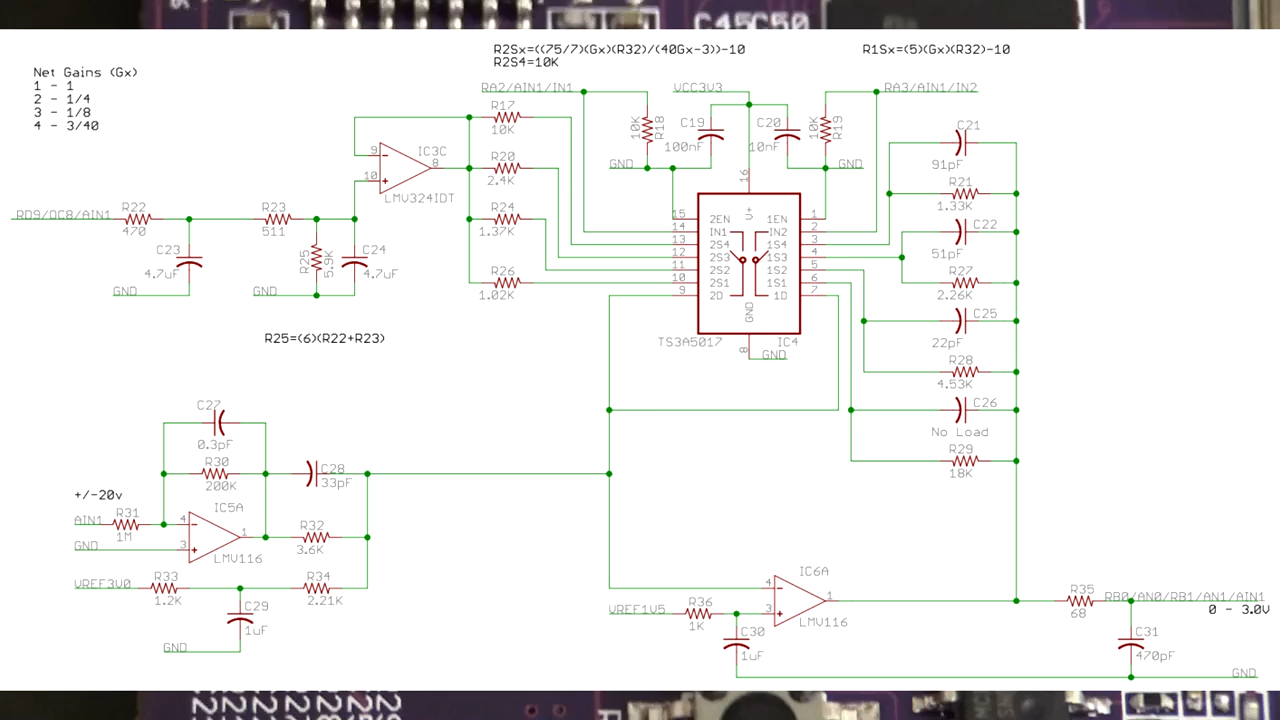 C45C50
R2Sx=((75/7)(Gx)(R32)/(40Gx-3))-10
R2S4=10K
R1Sx=(5)(Gx)(R32)-10
Net Gains (Gx)
1 - 1
2 - 1/4
3 - 1/8
4 - 3/40
RA2/AIN1/IN1
VCC3V3
RA3/AIN1/IN2
R17
10K
10K
R18
C19
100nF
C20
10nF
10K
R19
C21
91pF
IC3C
9
10
8
LMV324IDT
R20
2.4K
GND
GND
16
R21
1.33K
RD9/OC8/AIN1
R22
470
R23
511
R24
1.37K
15
14
13
12
11
10
9
2EN
IN1
2S4
2S3
2S2
2S1
2D
V+
GND
1EN
IN2
1S4
1S3
1S2
1S1
1D
1
2
3
4
5
6
7
C22
51pF
C23
4.7uF
R25
5.9K
C24
4.7uF
R26
1.02K
R27
2.26K
GND
GND
C25
22pF
R25=(6)(R22+R23)
TS3A5017
IC4
8
GND
R28
4.53K
C26
No Load
C27
0.3pF
R30
200K
C28
33pF
R29
18K
+/-20v
AIN1
R31
1M
4
3
1
IC5A
LMV116
GND
R32
3.6K
VREF3V0
R33
1.2K
R34
2.21K
IC6A
4
3
1
LMV116
C29
1uF
GND
VREF1V5
R36
1K
R35
68
RB0/AN0/RB1/AN1/AIN1
0 - 3.0V
C30
1uF
C31
470pF
GND